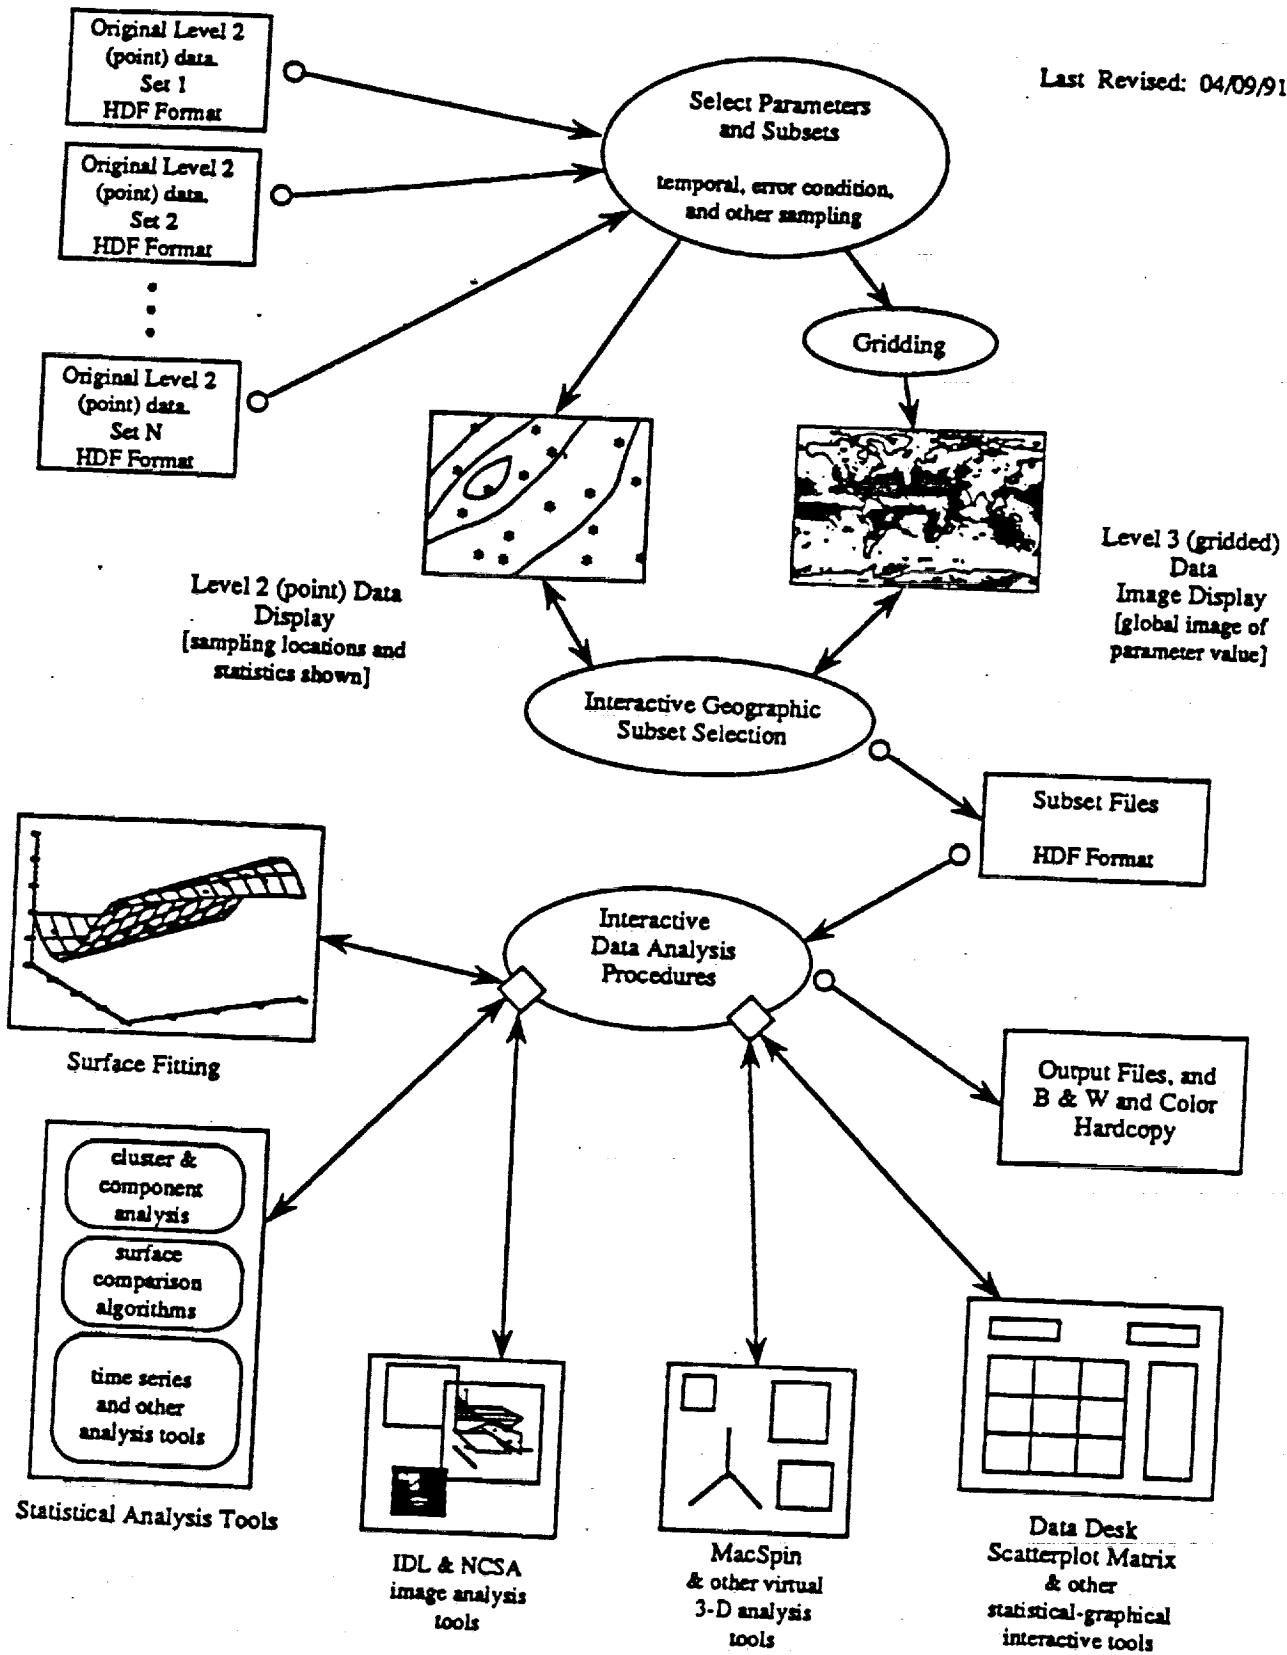 Original Level 2
(point) data.
Set 1
HDF Format
Last Revised: 04/09/91
Select Parameters
and Subsets
temporal, error condition,
and other sampling
Original Level 2
(point) data.
Set 2
HDF Format
Gridding
Original Level 2
(point) data.
Set N
HDF Format
Level 2 (point) Data
Display
[sampling locations and
statistics shown]
Level 3 (gridded)
Data
Image Display
[global image of
parameter value]
Interactive Geographic
Subset Selection
Subset Files
HDF Format
Interactive
Data Analysis
Procedures
Surface Fitting
Output Files, and
B & W and Color
Hardcopy
cluster &
component
analysis
surface
comparison
algorithms
time series
and other
analysis tools
Statistical Analysis Tools
IDL & NCSA
image analysis
tools
MacSpin
& other virtual
3-D analysis
tools
Data Desk
Scatterplot Matrix
& other
statistical-graphical
interactive tools